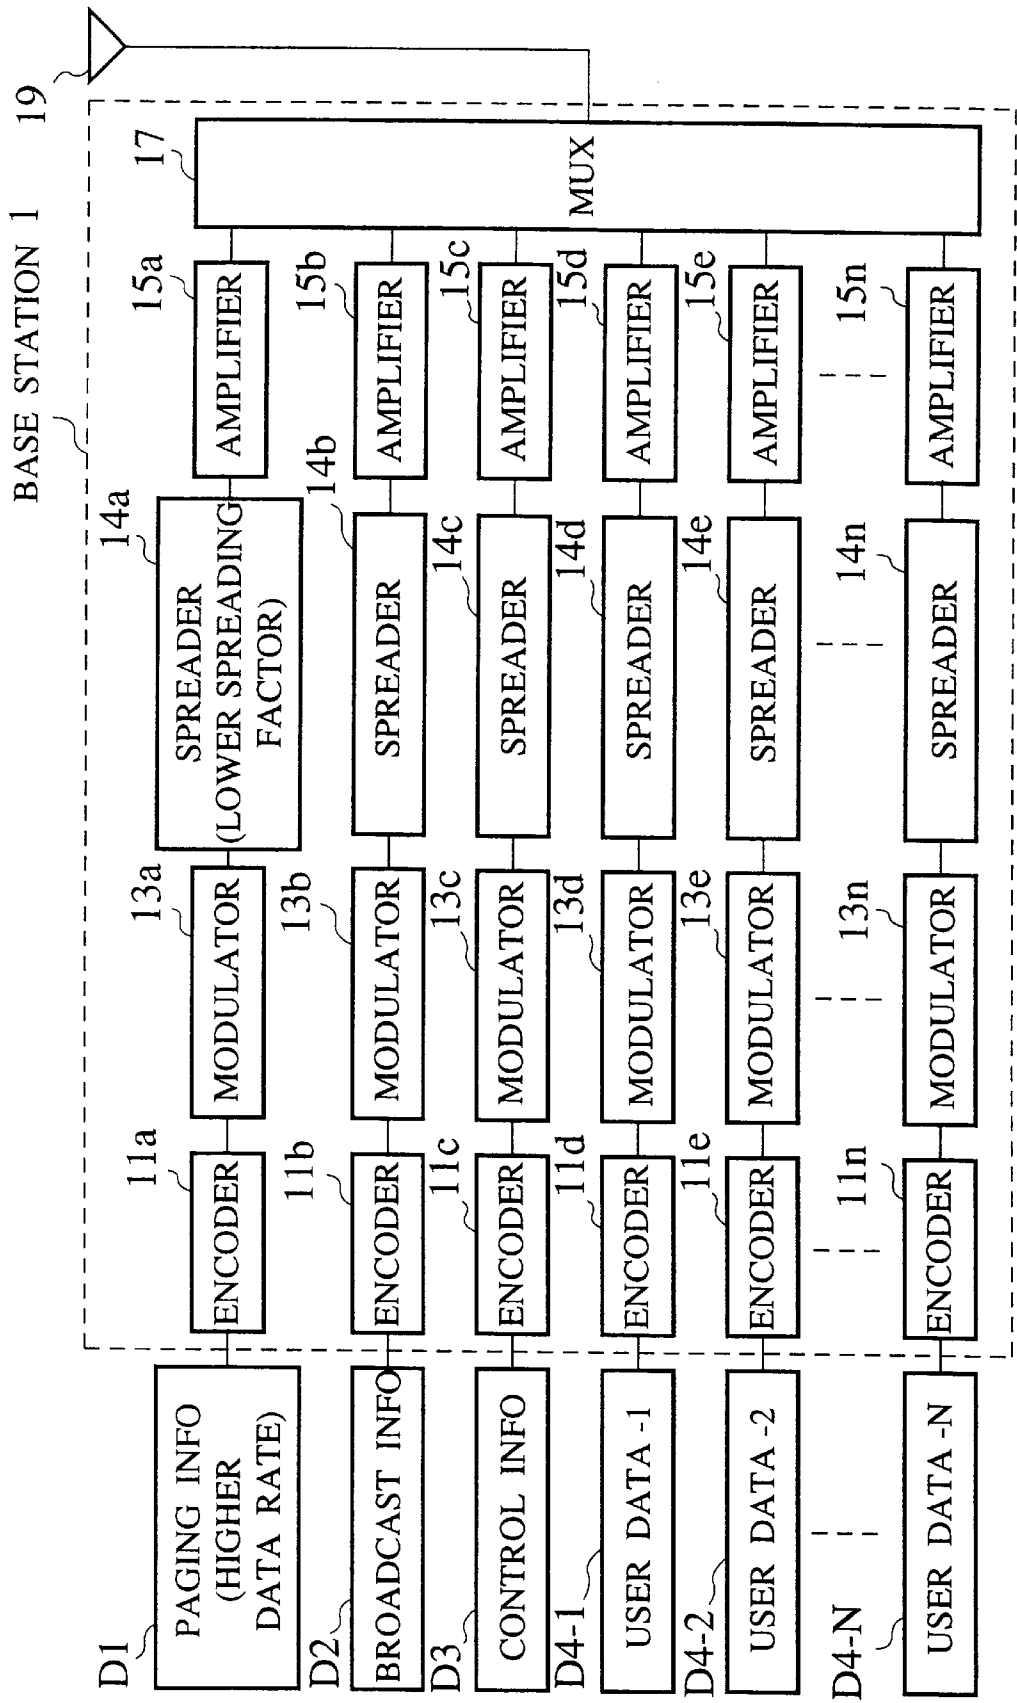 BASE STATION 1
19
D1
PAGING INFO
(HIGHER
DATA RATE)
11a
ENCODER
13a
MODULATOR
14a
SPREADER
(LOWER SPREADING
FACTOR)
15a
AMPLIFIER
17
MUX
D2
BROADCAST INFO
11b
ENCODER
13b
MODULATOR
14b
SPREADER
15b
AMPLIFIER
D3
CONTROL INFO
11c
ENCODER
13c
MODULATOR
14c
SPREADER
15c
AMPLIFIER
D4-1
USER DATA -1
11d
ENCODER
13d
MODULATOR
14d
SPREADER
15d
AMPLIFIER
D4-2
USER DATA -2
11e
ENCODER
13e
MODULATOR
14e
SPREADER
15e
AMPLIFIER
D4-N
USER DATA -N
11n
ENCODER
13n
MODULATOR
14n
SPREADER
15n
AMPLIFIER